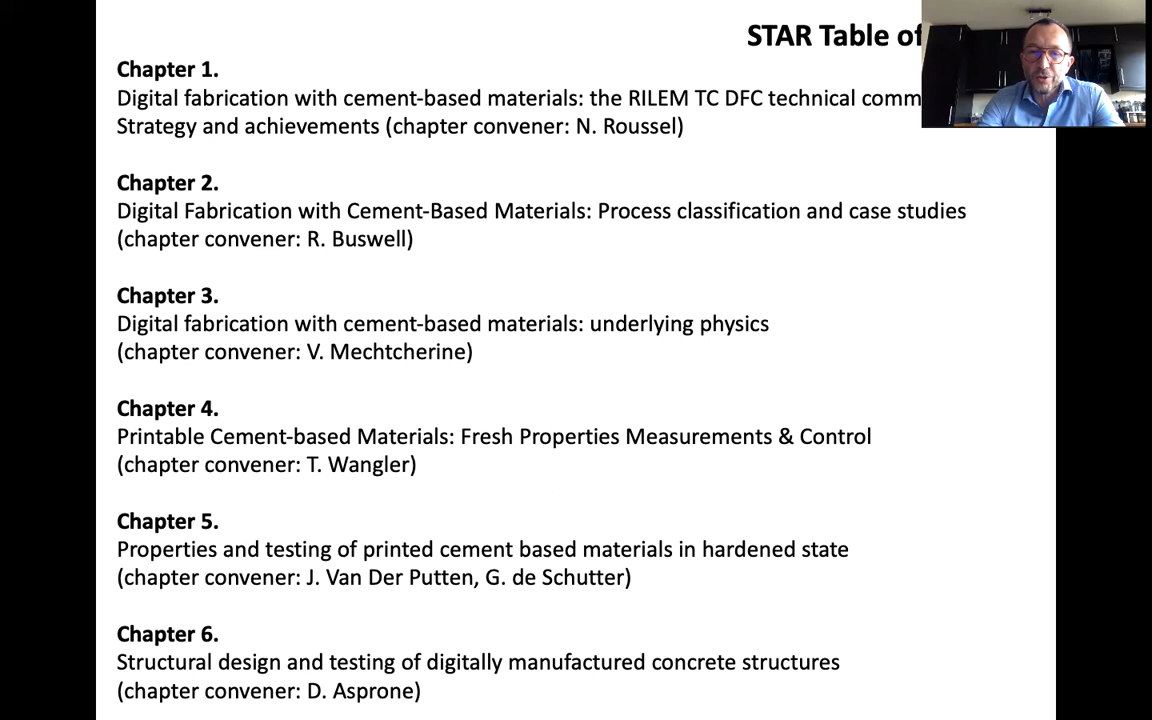 STAR Table of
Chapter 1.
Digital fabrication with cement-based materials: the RILEM TC DFC technical comm
Strategy and achievements (chapter convener: N. Roussel)
Chapter 2.
Digital Fabrication with Cement-Based Materials: Process classification and case studies
(chapter convener: R. Buswell)
Chapter 3.
Digital fabrication with cement-based materials: underlying physics
(chapter convener: V. Mechtcherine)
Chapter 4.
Printable Cement-based Materials: Fresh Properties Measurements & Control
(chapter convener: T. Wangler)
Chapter 5.
Properties and testing of printed cement based materials in hardened state
(chapter convener: J. Van Der Putten, G. de Schutter)
Chapter 6.
Structural design and testing of digitally manufactured concrete structures
(chapter convener: D. Asprone)